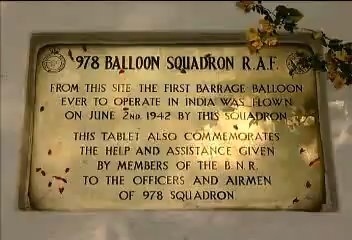 978 BALLOON SQUADRON R.A.F.
FROM THIS SITE THE FIRST BARRAGE BALLOON
EVER TO OPERATE IN INDIA WAS FLOWN
ON JUNE 2ND. 1942 BY THIS SQUADRON
THIS TABLET ALSO COMMEMORATES
THE HELP AND ASSISTANCE GIVEN
BY MEMBERS OF THE B.N.R.
TO THE OFFICERS AND AIRMEN
OF 978 SQUADRON